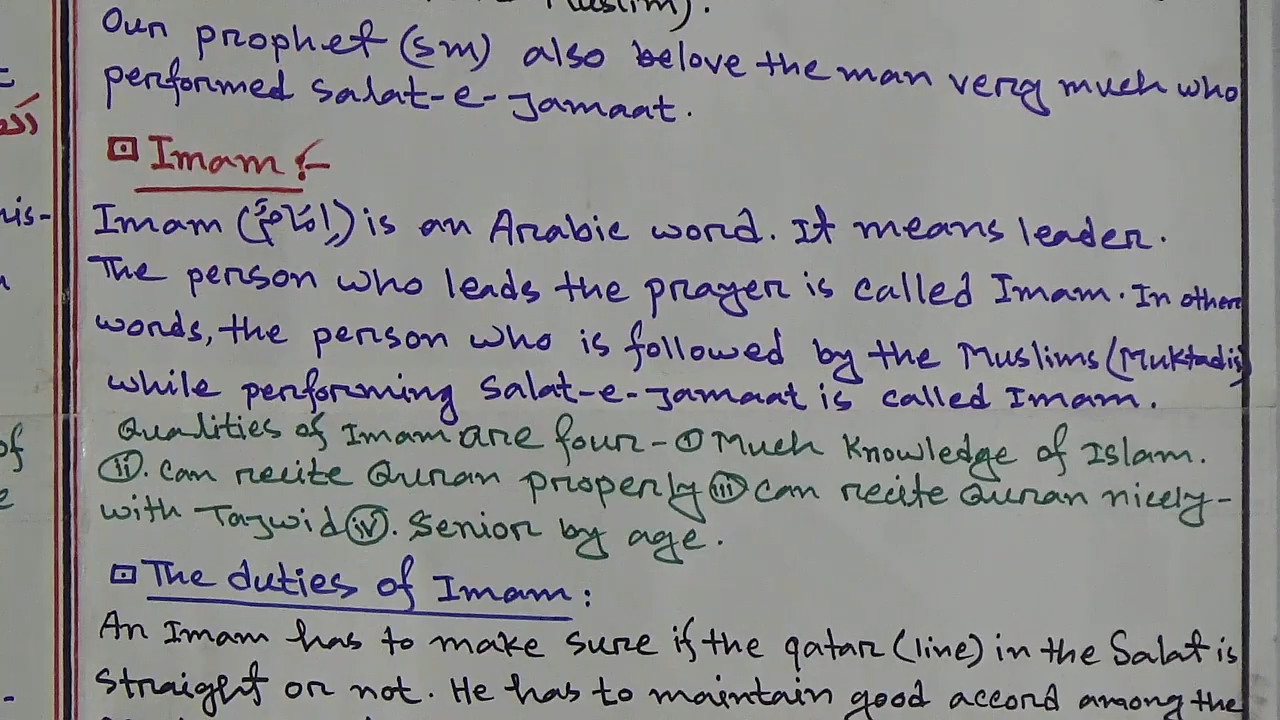 Muslim).
Our prophet (sm) also belove the man very much who
performed Salat-e-Jamaat.
Imam :-
Imam (إمام) is an Arabic word. It means leader.
The person who leads the prayer is called Imam. In other
words, the person who is followed by the Muslims (Muktadis)
while performing Salat-e-Jamaat is called Imam.
Qualities of Imam are four- (i) Much Knowledge of Islam.
(ii). Can recite Quran properly (iii) Can recite Quran nicely-
with Tajwid (iv). Senior by age.
The duties of Imam :
An Imam has to make sure if the qatar (line) in the Salat is
straight or not. He has to maintain good accord among the